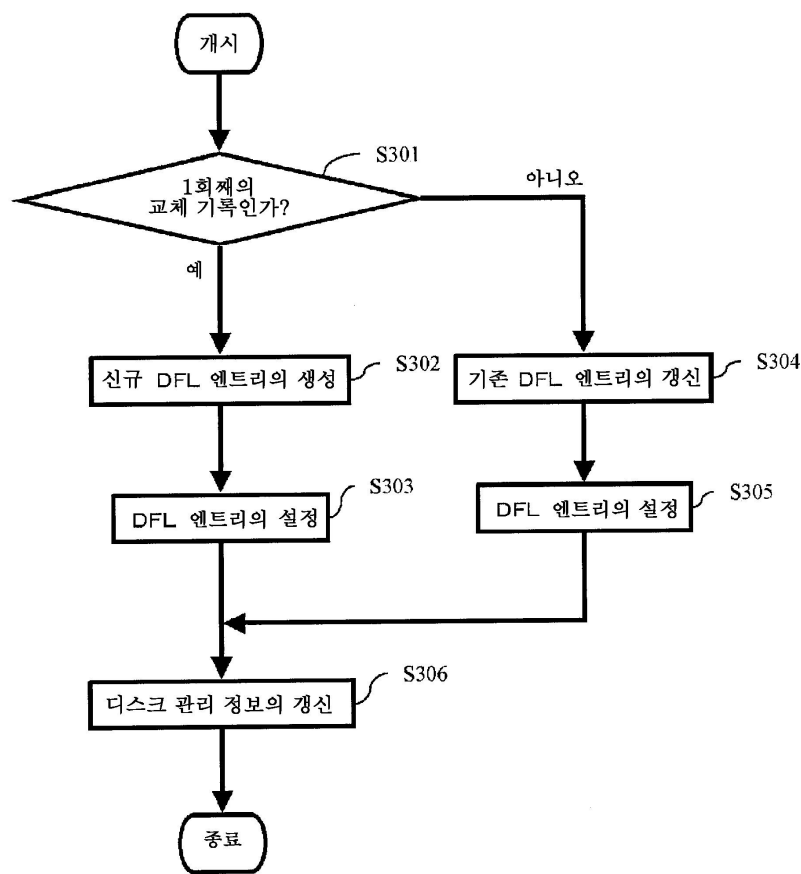 개시
S301
1회째의
교체 기록인가?
아니오
예
신규 DFL 엔트리의 생성
S302
기존 DFL 엔트리의 갱신
S304
DFL 엔트리의 설정
S303
DFL 엔트리의 설정
S305
디스크 관리 정보의 갱신
S306
종료